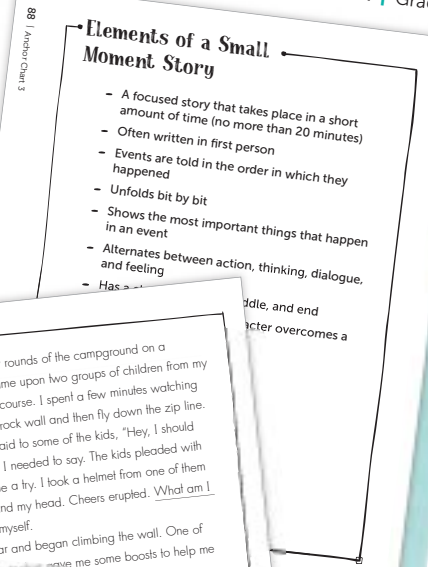 Gra
88 | Anchor Chart 3
Elements of a Small
Moment Story
– A focused story that takes place in a short
amount of time (no more than 20 minutes)
– Often written in first person
– Events are told in the order in which they
happened
– Unfolds bit by bit
– Shows the most important things that happen
in an event
– Alternates between action, thinking, dialogue,
and feeling
– Has a
and end
overcomes a
rounds of the campground on a
me upon two groups of children from my
course. I spent a few minutes watching
rock wall and then fly down the zip line.
aid to some of the kids, "Hey, I should
I needed to say. The kids pleaded with
e a try. I took a helmet from one of them
nd my head. Cheers erupted. What am I
myself.
ar and began climbing the wall. One of
gave me some boosts to help me